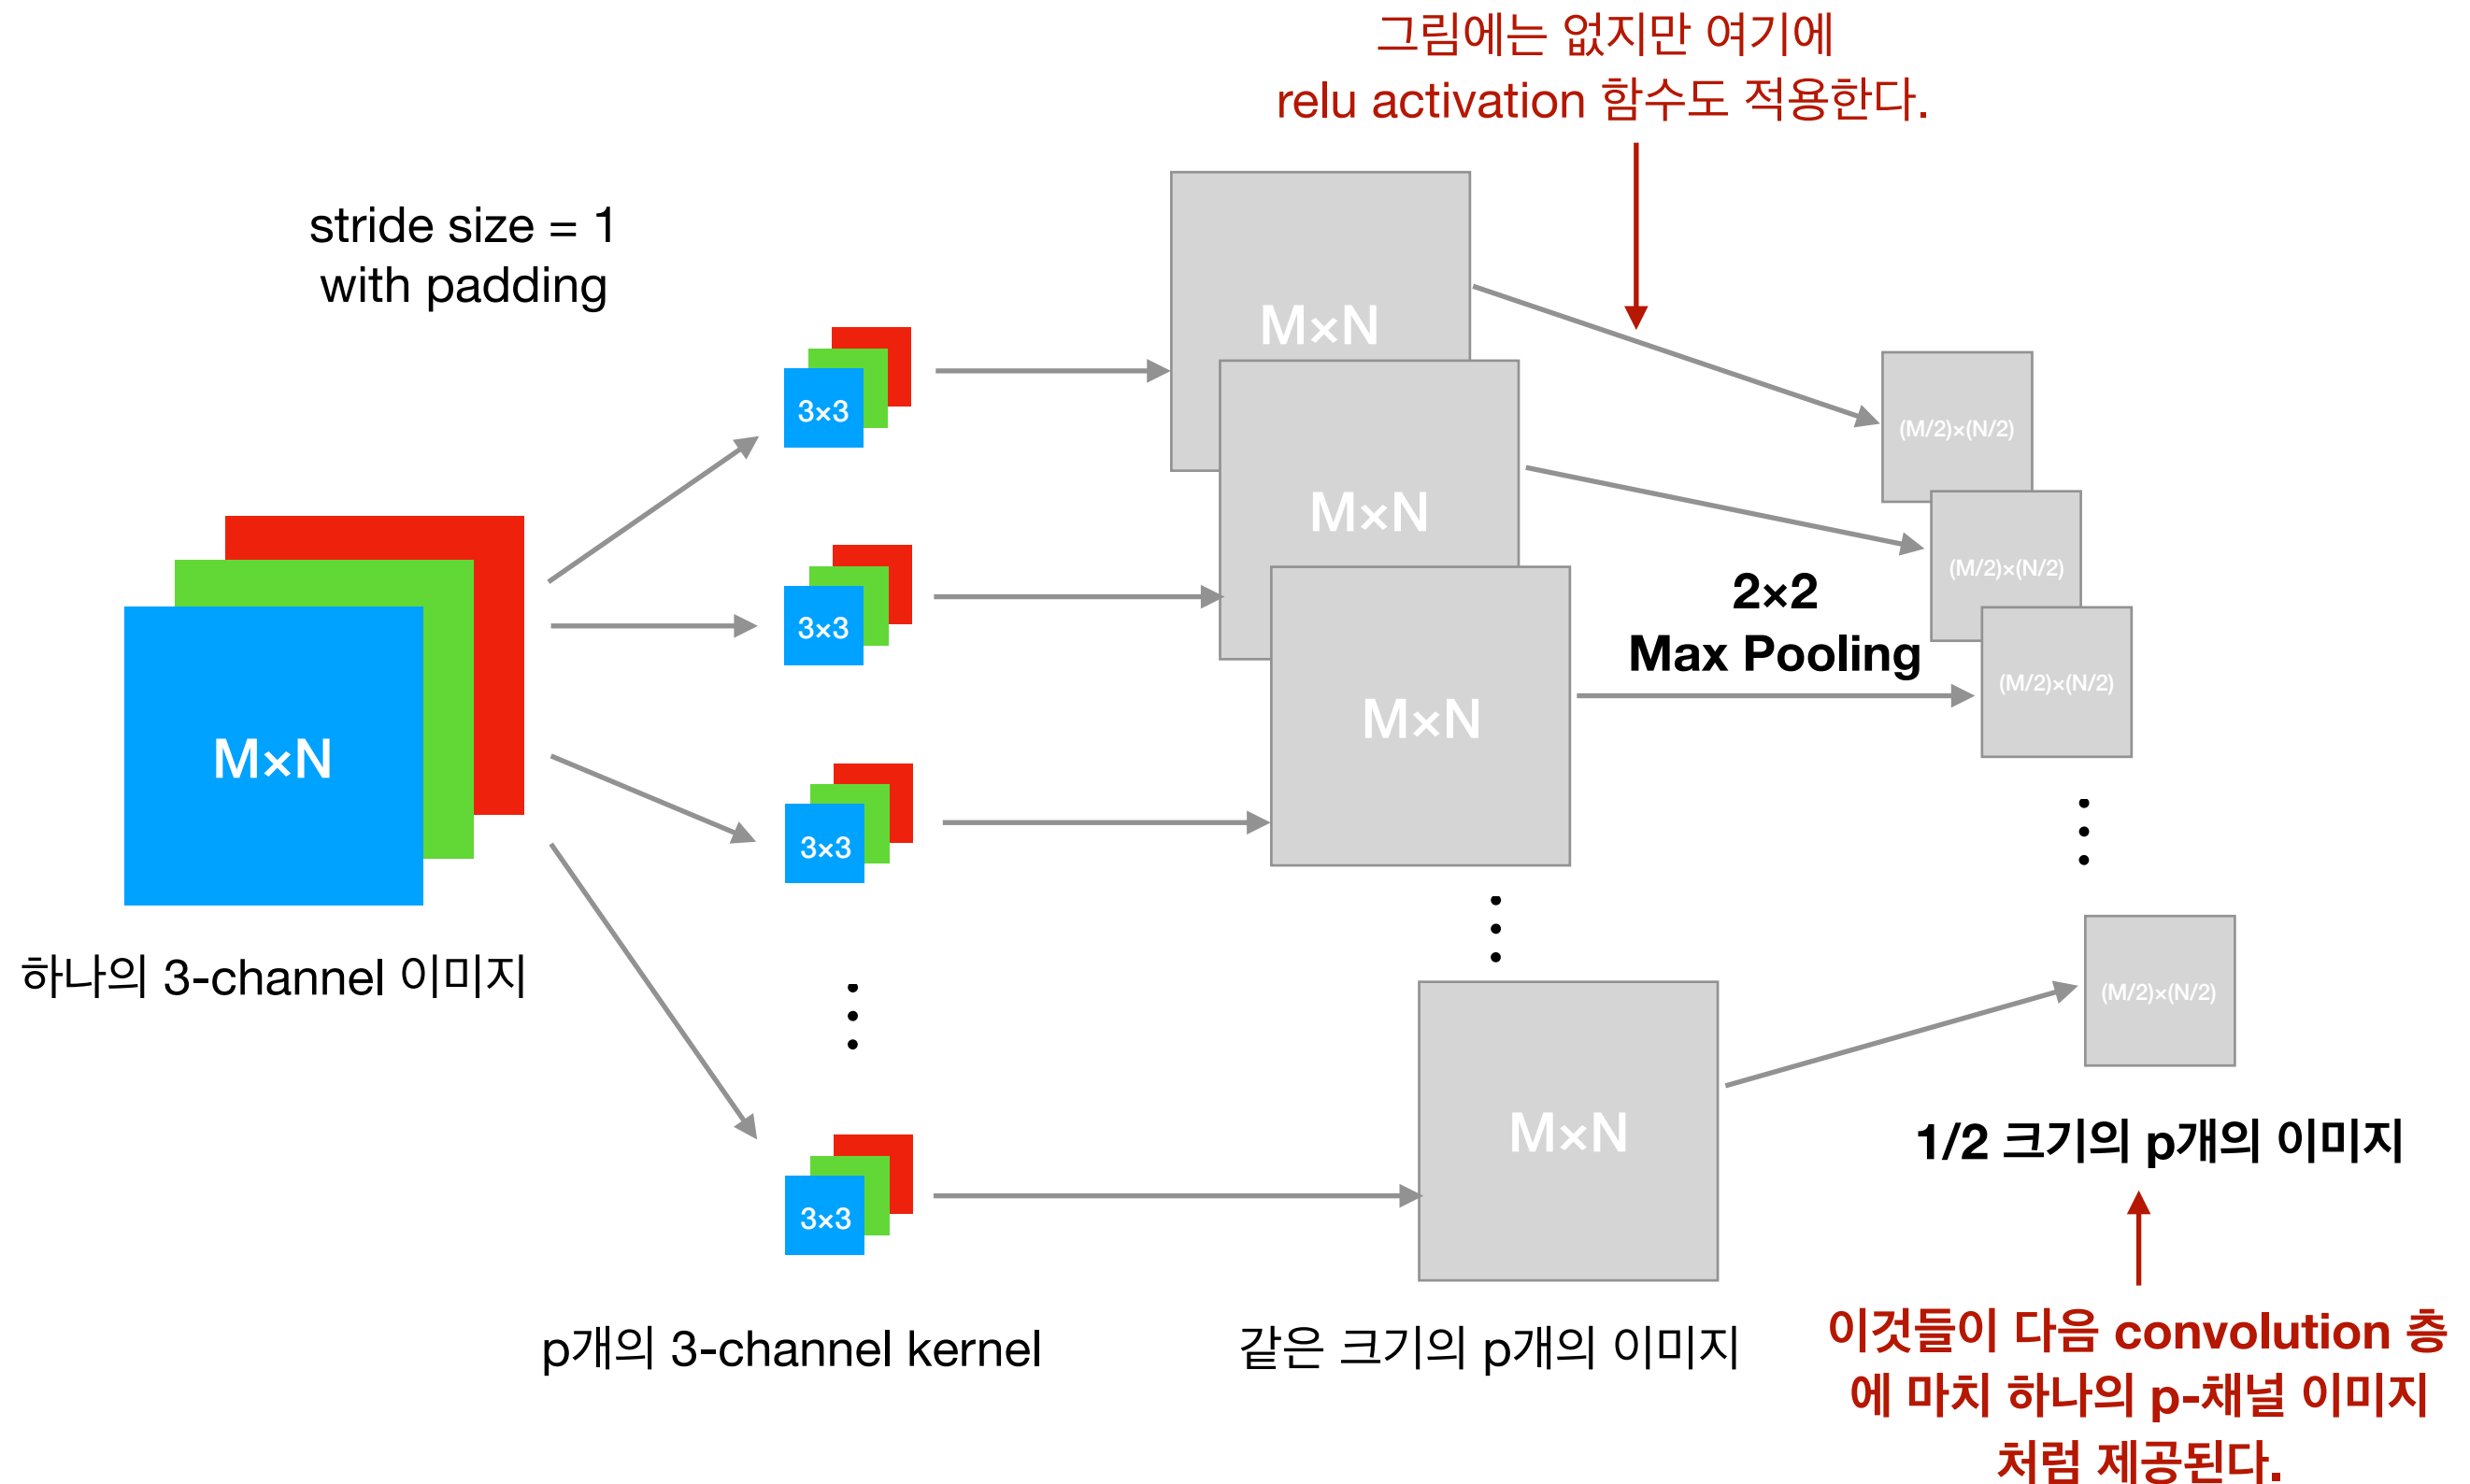 그림에는 없지만 여기에
relu activation 함수도 적용한다.
stride size = 1
with padding
M×N
3×3
3×3
3×3
3×3
M×N
M×N
M×N
M×N
2×2
Max Pooling
(M/2)×(N/2)
(M/2)×(N/2)
(M/2)×(N/2)
(M/2)×(N/2)
하나의 3-channel 이미지
p개의 3-channel kernel
같은 크기의 p개의 이미지
1/2 크기의 p개의 이미지
이것들이 다음 convolution 층
에 마치 하나의 p-채널 이미지
처럼 제공된다.